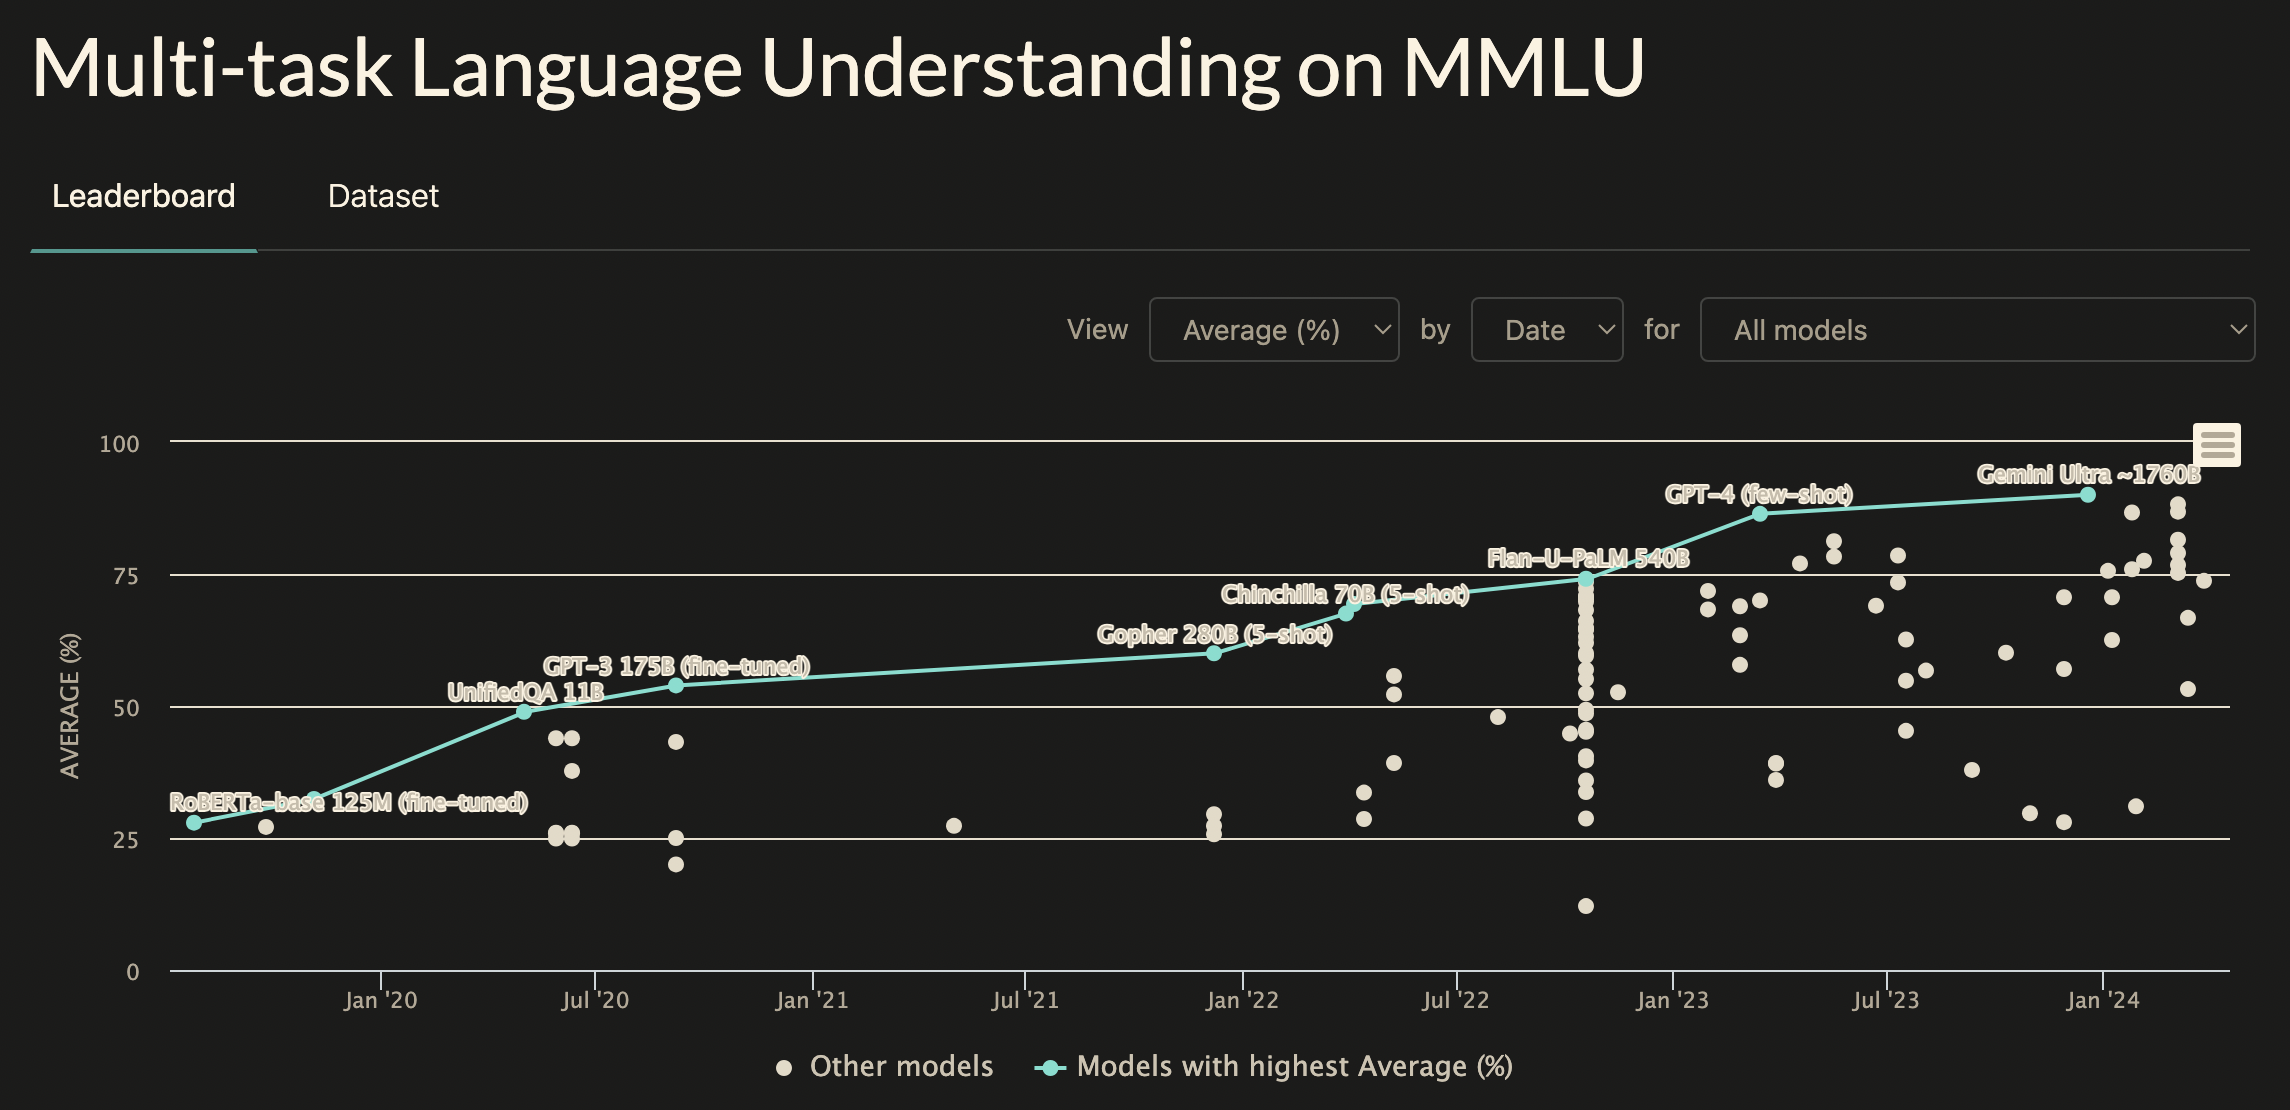 Multi-task Language Understanding on MMLU
Leaderboard Dataset
View Average (%) by Date for All models
100
75
50
25
0
AVERAGE (%)
RoBERTa-base 125M (fine-tuned)
UnifiedQA 11B
GPT-3 175B (fine-tuned)
Gopher 280B (5-shot)
Chinchilla 70B (5-shot)
Flan-U-PaLM 540B
GPT-4 (few-shot)
Gemini Ultra ~1760B
Jan '20 Jul '20 Jan '21 Jul '21 Jan '22 Jul '22 Jan '23 Jul '23 Jan '24
Other models Models with highest Average (%)